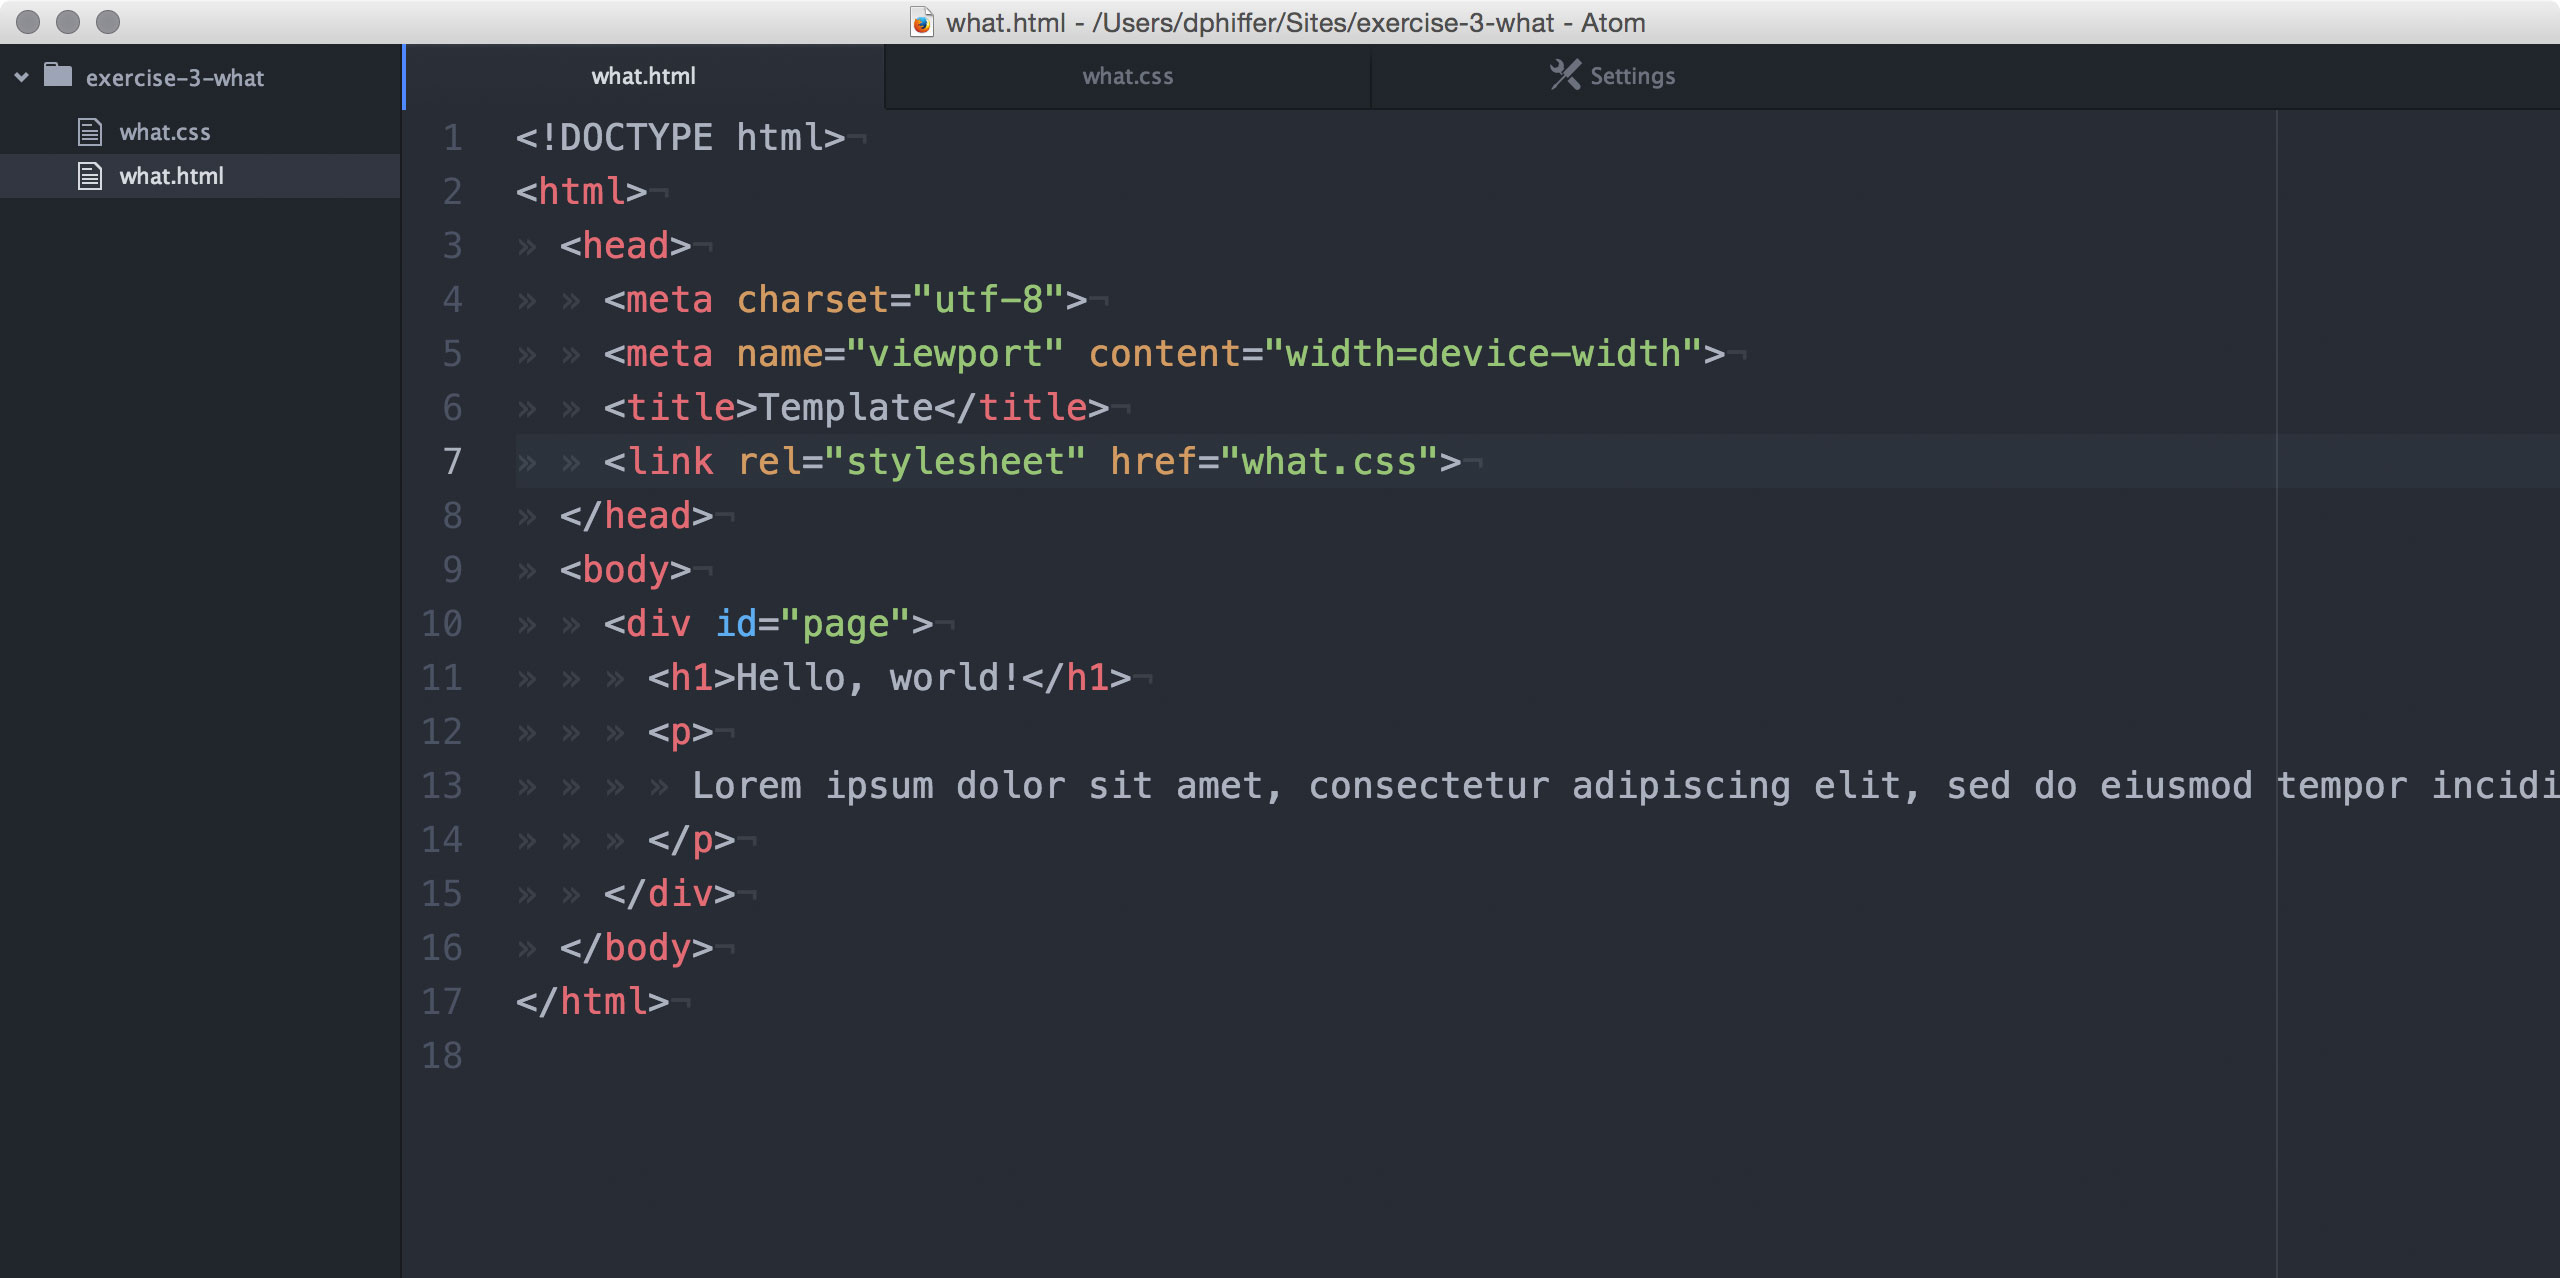 what.html - /Users/dphiffer/Sites/exercise-3-what - Atom
exercise-3-what
what.css
what.html
what.html
what.css
Settings
1 <!DOCTYPE html>¬
2 <html>¬
3 » <head>¬
4 » » <meta charset="utf-8">¬
5 » » <meta name="viewport" content="width=device-width">¬
6 » » <title>Template</title>¬
7 » » <link rel="stylesheet" href="what.css">¬
8 » </head>¬
9 » <body>¬
10 » » <div id="page">¬
11 » » » <h1>Hello, world!</h1>¬
12 » » » <p>¬
13 » » » » Lorem ipsum dolor sit amet, consectetur adipiscing elit, sed do eiusmod tempor incidi
14 » » » </p>¬
15 » » </div>¬
16 » </body>¬
17 </html>¬
18